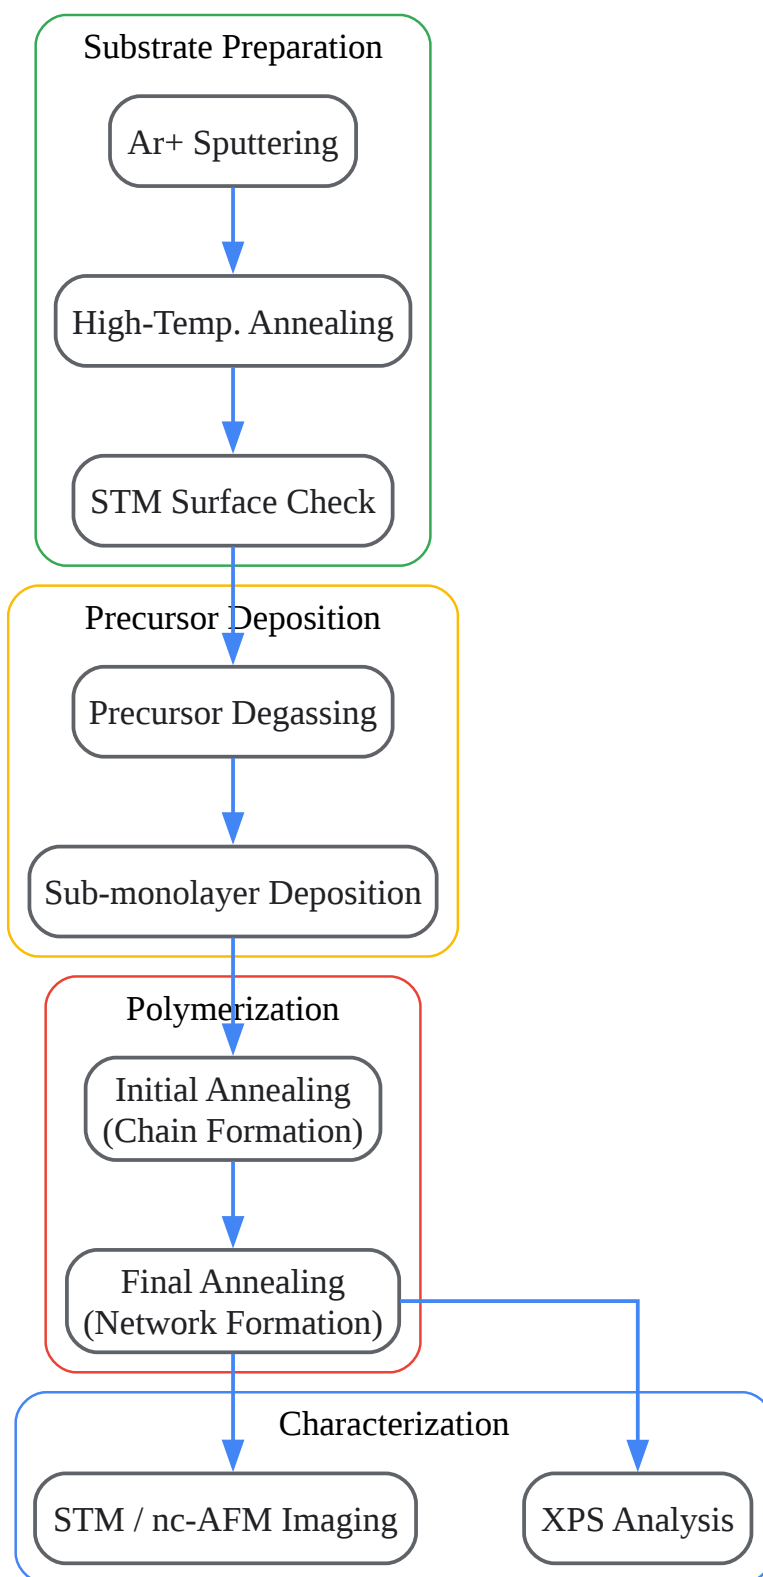 Substrate Preparation
Ar+ Sputtering
High-Temp. Annealing
STM Surface Check
Precursor Deposition
Precursor Degassing
Sub-monolayer Deposition
Polymerization
Initial Annealing
(Chain Formation)
Final Annealing
(Network Formation)
Characterization
STM / nc-AFM Imaging
XPS Analysis